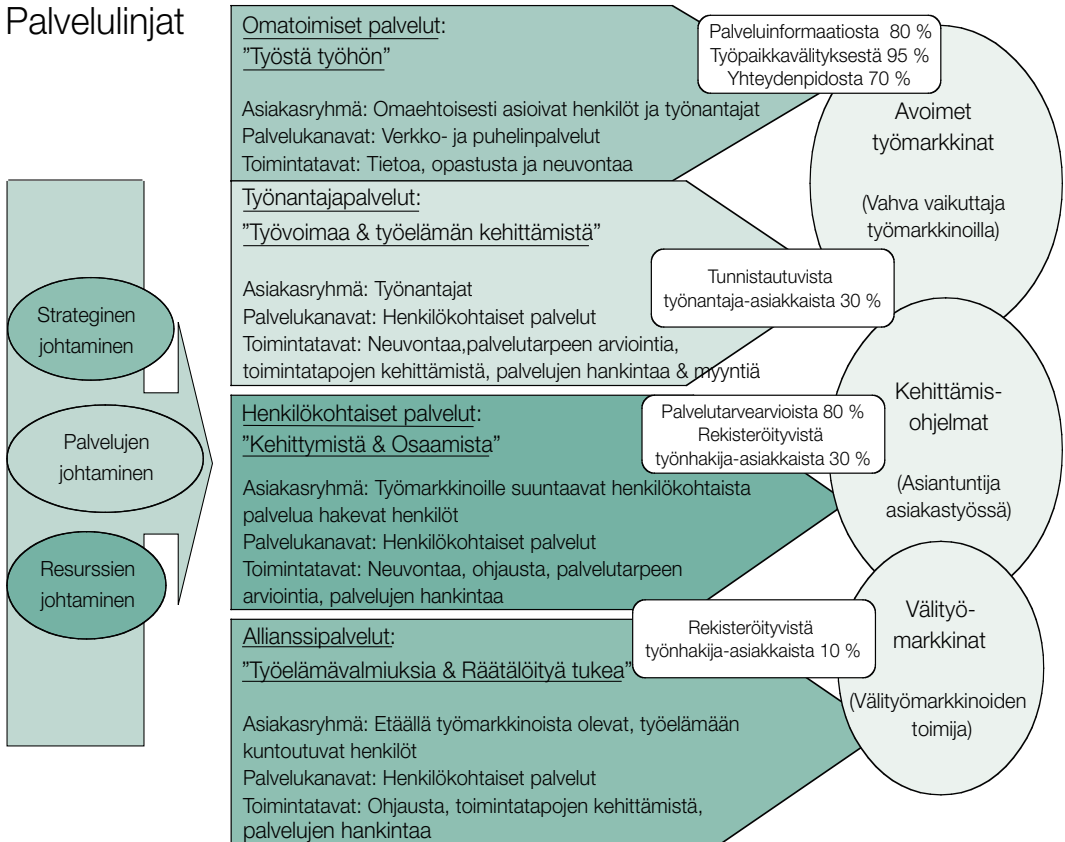 Palvelulinjat
Strateginen
johtaminen
Palvelujen
johtaminen
Resurssien
johtaminen
Omatoimiset palvelut:
”Työstä työhön”
Asiakasryhmä: Omaehtoisesti asioivat henkilöt ja työnantajat
Palvelukanavat: Verkko- ja puhelinpalvelut
Toimintatavat: Tietoa, opastusta ja neuvontaa
Palveluinformaatiosta 80 %
Työpaikkavälityksestä 95 %
Yhteydenpidosta 70 %
Työnantajapalvelut:
”Työvoimaa & työelämän kehittämistä”
Asiakasryhmä: Työnantajat
Palvelukanavat: Henkilökohtaiset palvelut
Toimintatavat: Neuvontaa,palvelutarpeen arviointia,
toimintatapojen kehittämistä, palvelujen hankintaa & myyntiä
Tunnistautuvista
työnantaja-asiakkaista 30 %
Henkilökohtaiset palvelut:
”Kehittymistä & Osaamista”
Asiakasryhmä: Työmarkkinoille suuntaavat henkilökohtaista
palvelua hakevat henkilöt
Palvelukanavat: Henkilökohtaiset palvelut
Toimintatavat: Neuvontaa, ohjausta, palvelutarpeen
arviointia, palvelujen hankintaa
Palvelutarvearvioista 80 %
Rekisteröityvistä
työnhakija-asiakkaista 30 %
Allianssipalvelut:
”Työelämävalmiuksia & Räätälöityä tukea”
Asiakasryhmä: Etäällä työmarkkinoista olevat, työelämään
kuntoutuvat henkilöt
Palvelukanavat: Henkilökohtaiset palvelut
Toimintatavat: Ohjausta, toimintatapojen kehittämistä,
palvelujen hankintaa
Rekisteröityvistä
työnhakija-asiakkaista 10 %
Avoimet
työmarkkinat
(Vahva vaikuttaja
työmarkkinoilla)
Kehittämis-
ohjelmat
(Asiantuntija
asiakastyössä)
Välityö-
markkinat
(Välityömarkkinoiden
toimija)